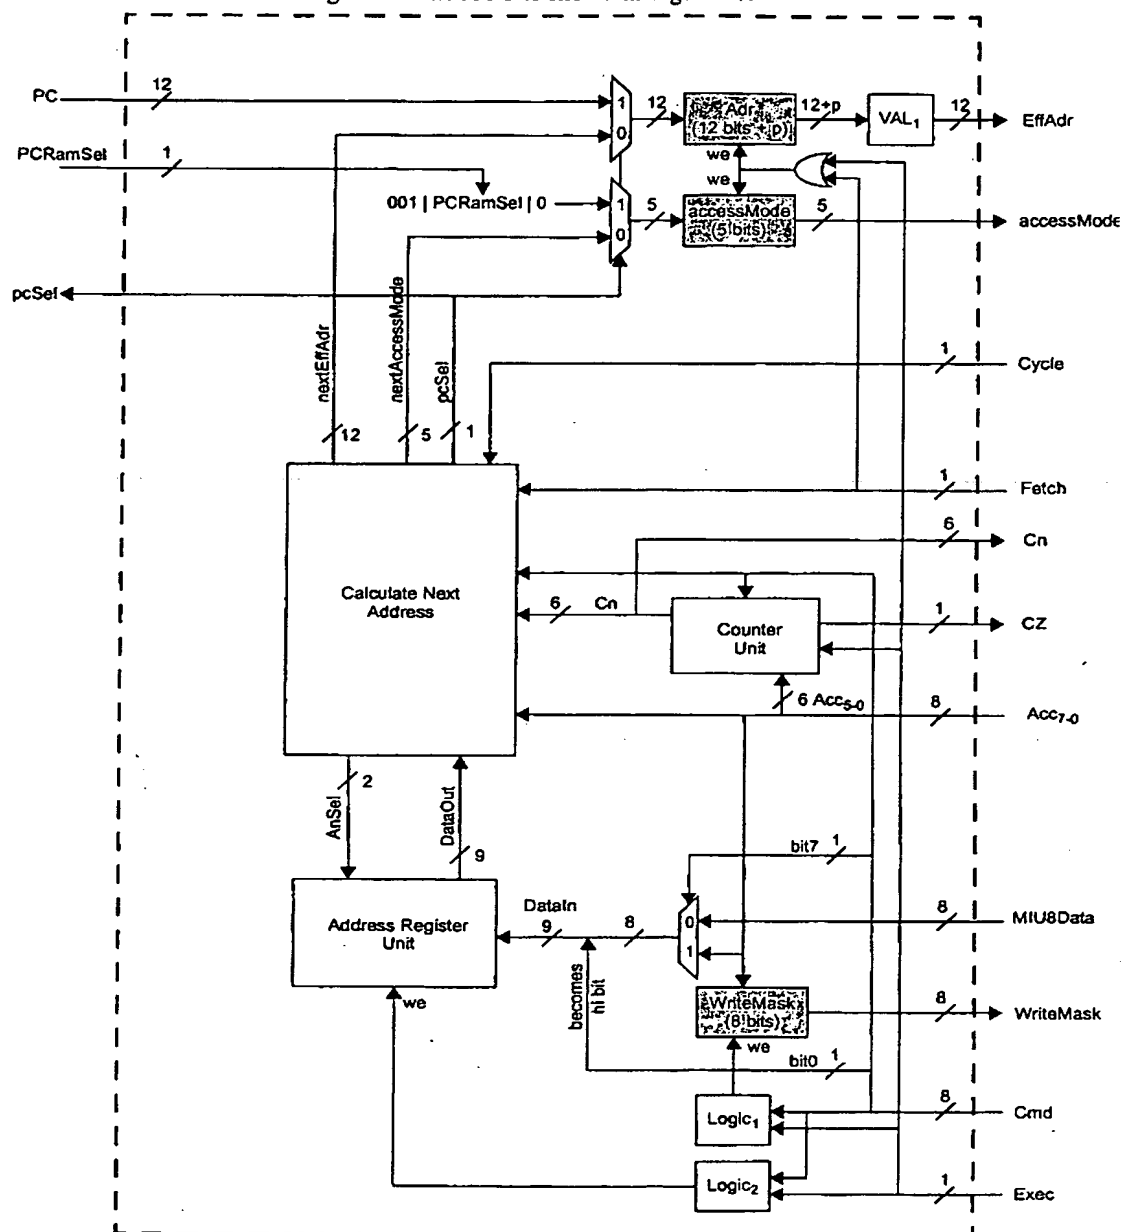 PC
12
1
0
12
Adr
(12 bits + p)
12+p
VAL1
12
EffAdr
PCRamSel
1
we
we
001 | PCRamSel | 0
1
0
5
accessMode
(5 bits)
5
accessMode
pcSel
nextEffAdr
nextAccessMode
pcSel
12
5
1
1
Cycle
1
Fetch
6
Cn
Calculate Next
Address
6
Cn
Counter
Unit
1
CZ
6 Acc5-0
8
Acc7-0
AnSel
2
DataOut
9
bit7
1
Address Register
Unit
DataIn
9
8
0
1
8
MIU8Data
becomes
hi bit
WriteMask
(8 bits)
8
WriteMask
we
we
bit0
1
Logic1
8
Cmd
Logic2
1
Exec